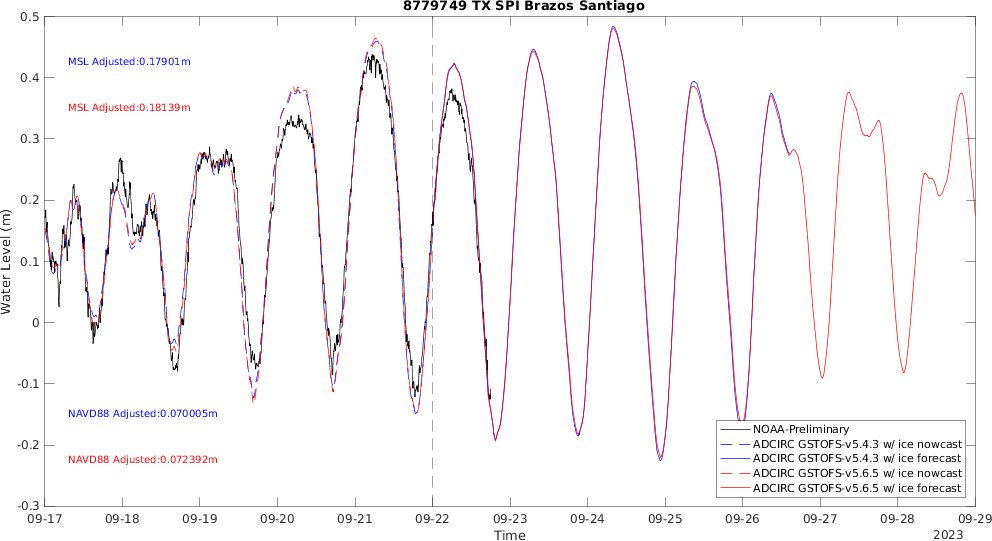 8779749 TX SPI Brazos Santiago
0.5
0.4
0.3
0.2
0.1
0
-0.1
-0.2
-0.3
Water Level (m)
MSL Adjusted:0.17901m
MSL Adjusted:0.18139m
NAVD88 Adjusted:0.070005m
NAVD88 Adjusted:0.072392m
NOAA-Preliminary
ADCIRC GSTOFS-v5.4.3 w/ ice nowcast
ADCIRC GSTOFS-v5.4.3 w/ ice forecast
ADCIRC GSTOFS-v5.6.5 w/ ice nowcast
ADCIRC GSTOFS-v5.6.5 w/ ice forecast
09-17 09-18 09-19 09-20 09-21 09-22 09-23 09-24 09-25 09-26 09-27 09-28 09-29
Time
2023